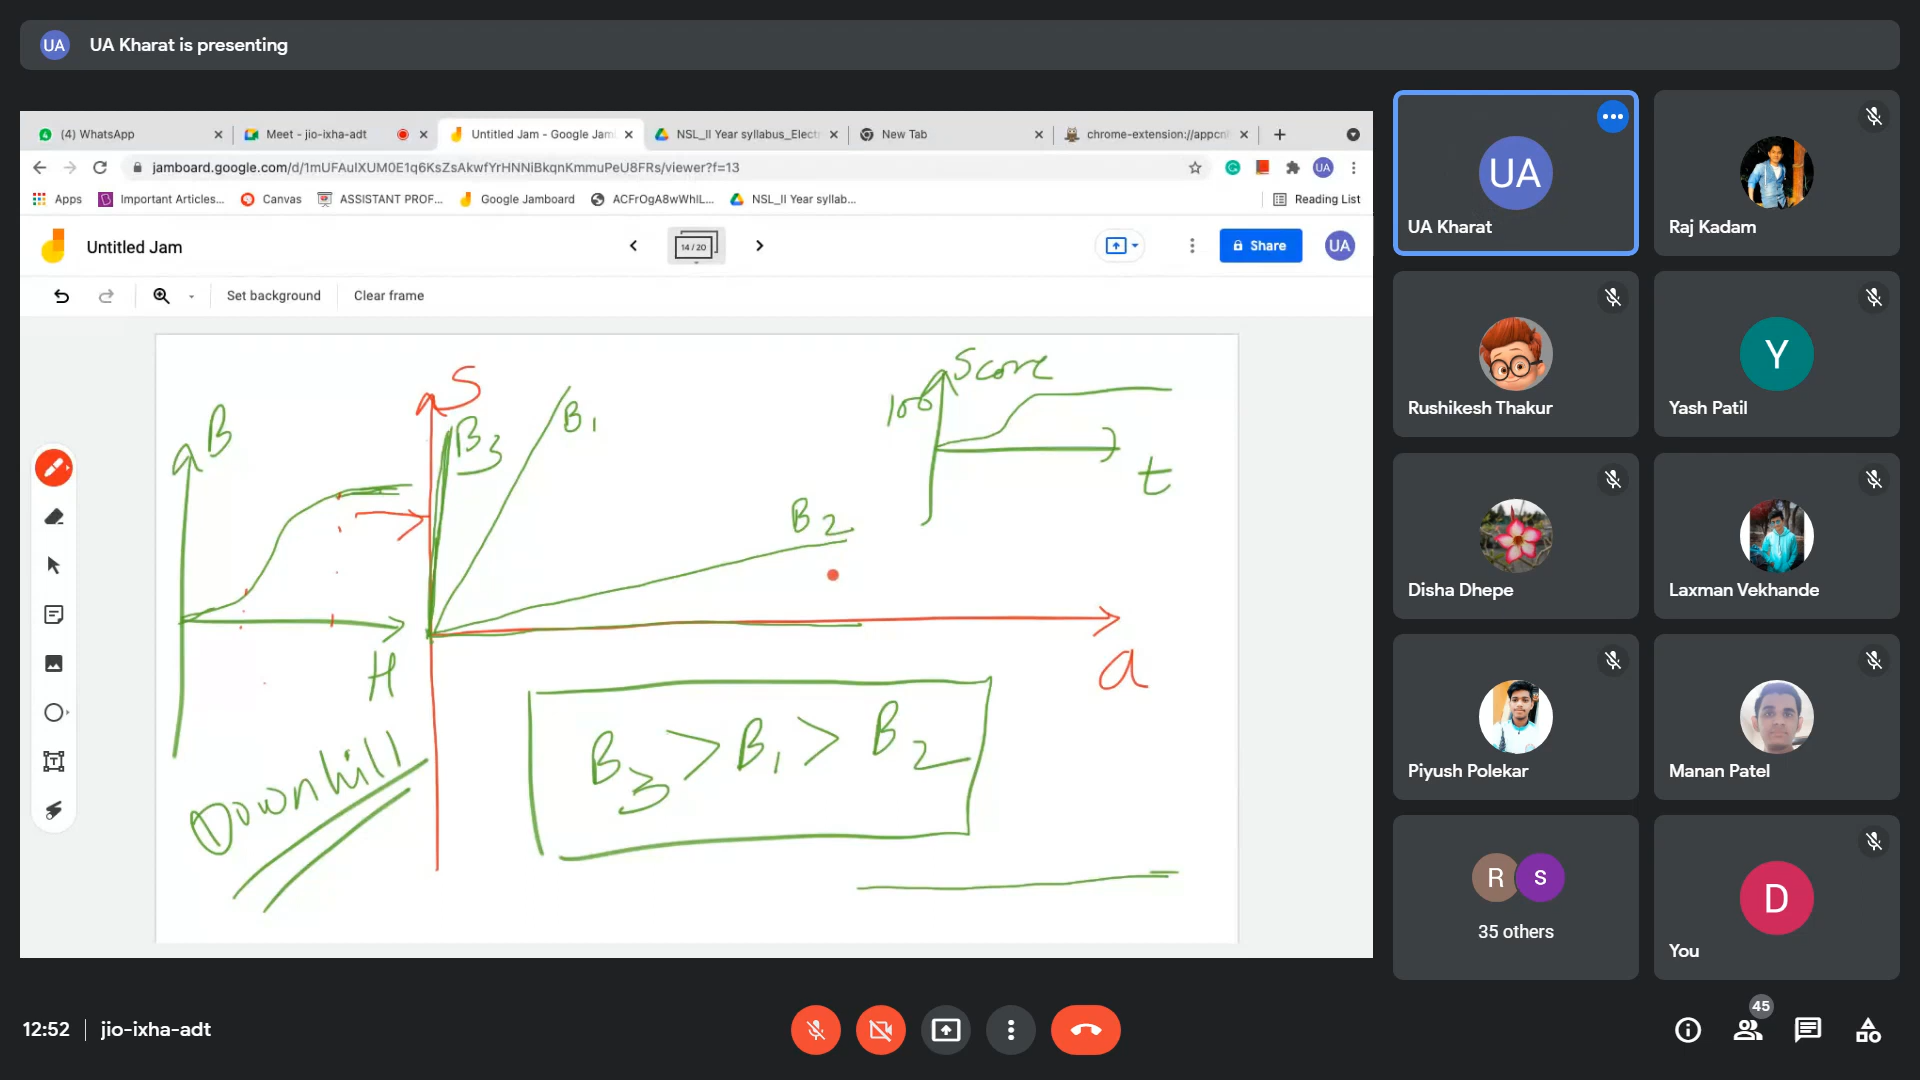 UA UA Kharat is presenting
(4) WhatsApp
Meet - jio-ixha-adt
Untitled Jam - Google Jam
NSL_II Year syllabus_Elect
New Tab
chrome-extension://appcn
jamboard.google.com/d/1mUFAulXUM0E1q6KsZsAkwfYrHNNiBkqnKmmuPeU8FRs/viewer?f=13
UA
Apps
Important Articles...
Canvas
ASSISTANT PROF...
Google Jamboard
ACFrOgA8wWhlL...
NSL_II Year syllab...
Reading List
Untitled Jam
14 / 20
Share
UA
Set background
Clear frame
S
Score
100
B
B3
B1
t
B2
H
a
Downhill
B3 > B1 > B2
UA
UA Kharat
Raj Kadam
Rushikesh Thakur
Y
Yash Patil
Disha Dhepe
Laxman Vekhande
Piyush Polekar
Manan Patel
R S
35 others
D
You
12:52 | jio-ixha-adt
45